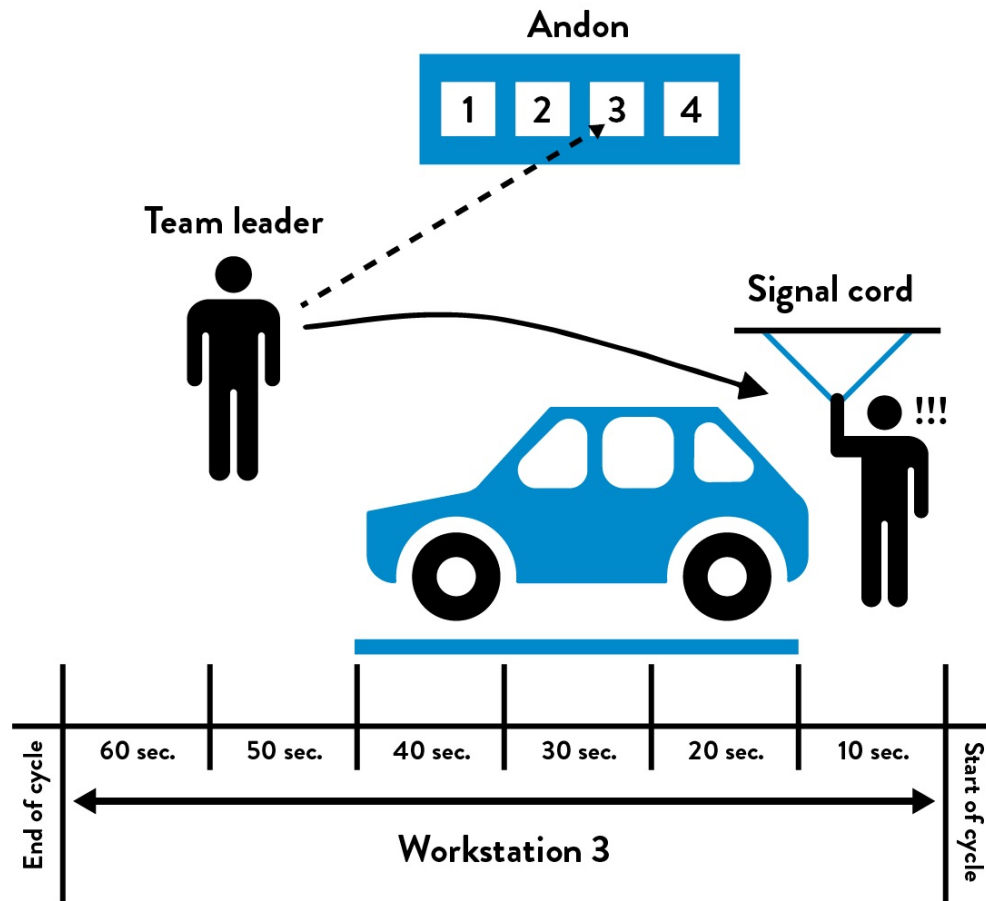 Andon
1 2 3 4
Team leader
Signal cord
!!!
End of cycle
60 sec. 50 sec. 40 sec. 30 sec. 20 sec. 10 sec.
Start of cycle
Workstation 3